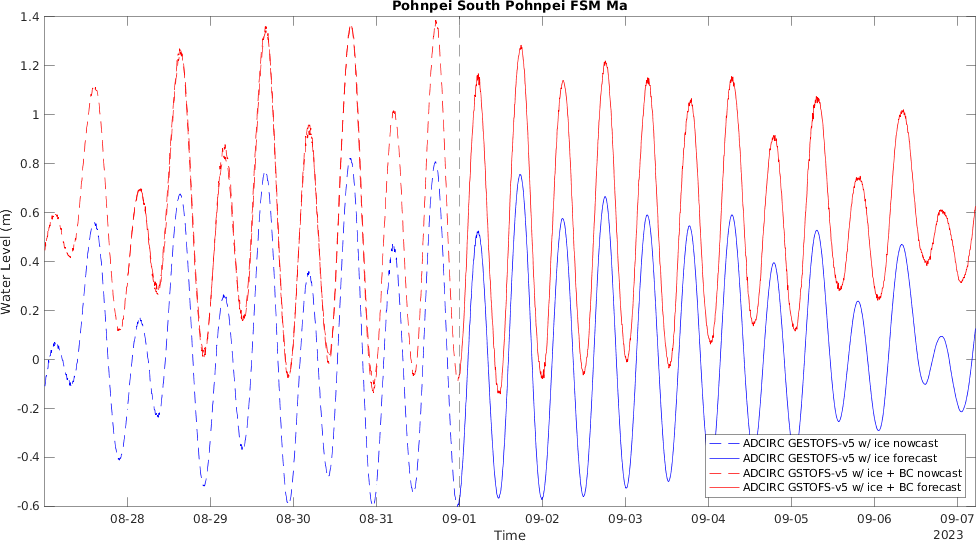 Pohnpei South Pohnpei FSM Ma
1.4
1.2
1
0.8
0.6
0.4
0.2
0
-0.2
-0.4
-0.6
Water Level (m)
ADCIRC GESTOFS-v5 w/ ice nowcast
ADCIRC GESTOFS-v5 w/ ice forecast
ADCIRC GSTOFS-v5 w/ ice + BC nowcast
ADCIRC GSTOFS-v5 w/ ice + BC forecast
08-28 08-29 08-30 08-31 09-01 09-02 09-03 09-04 09-05 09-06 09-07
Time
2023